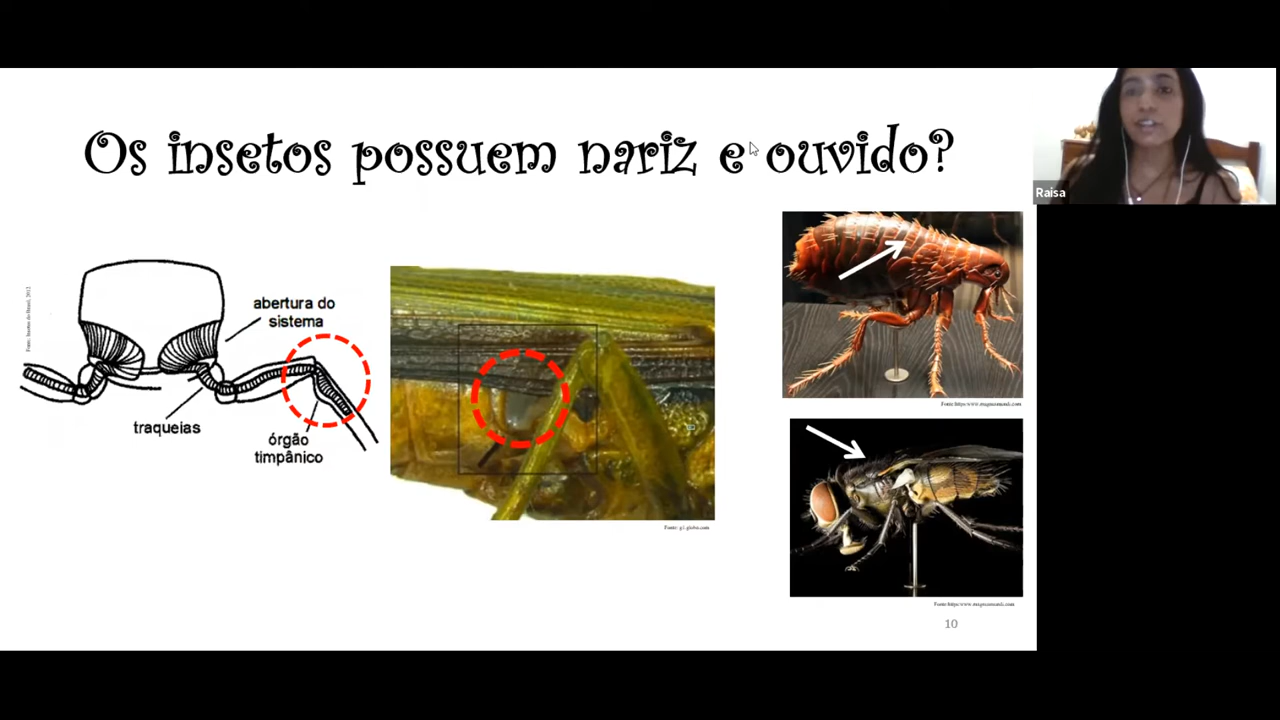 Os insetos possuem nariz e ouvido?
Raisa
abertura do
sistema
traqueias
órgão
timpânico
Fonte: g1.globo.com
10